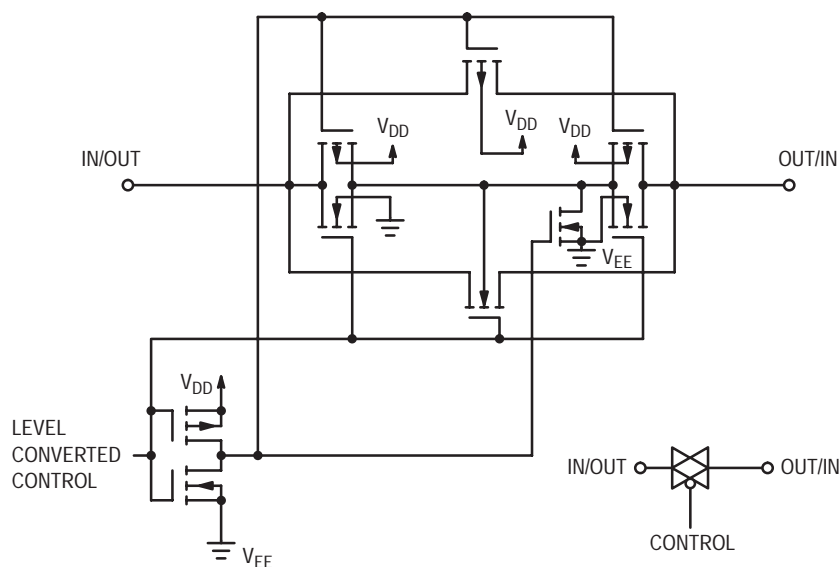 V_DD
V_DD
V_DD
IN/OUT
OUT/IN
V_EE
V_DD
LEVEL
CONVERTED
CONTROL
V_EE
IN/OUT
OUT/IN
CONTROL